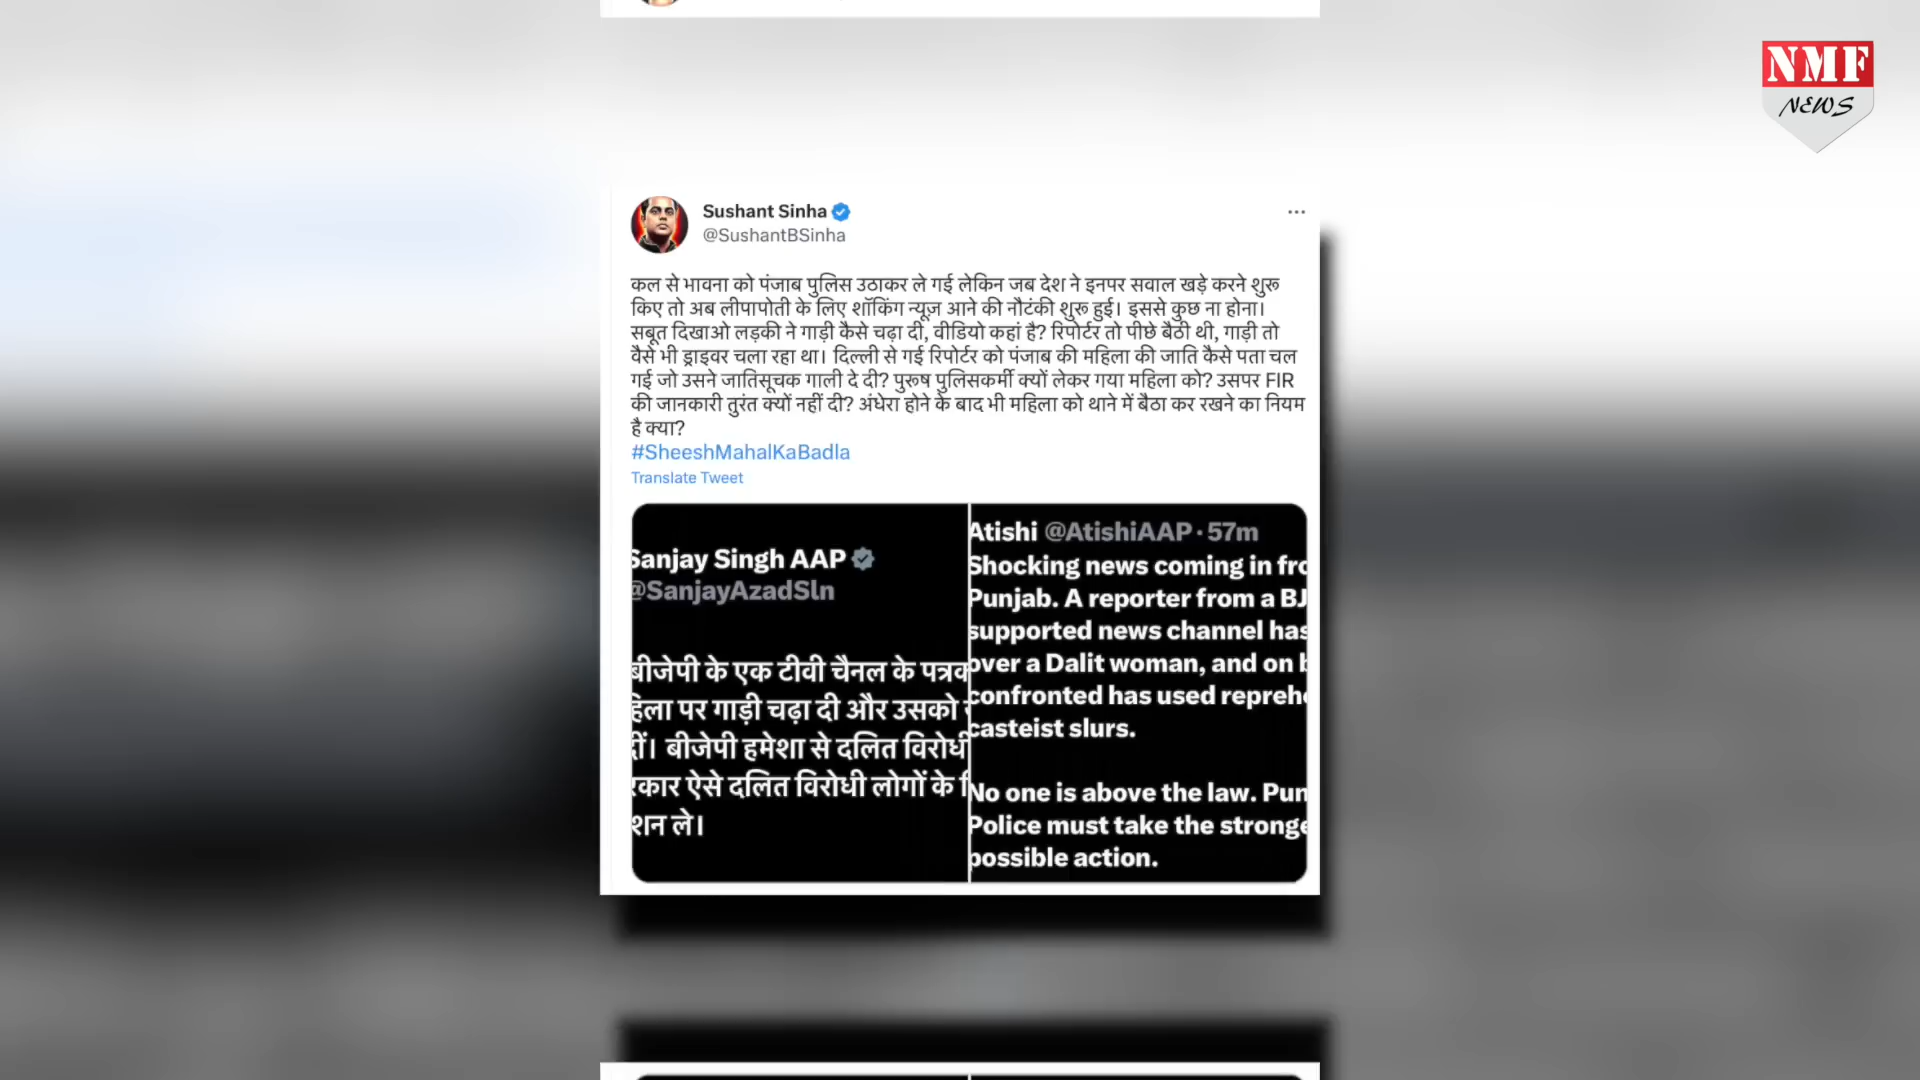 NMF
NEWS
Sushant Sinha
@SushantBSinha
कल से भावना को पंजाब पुलिस उठाकर ले गई लेकिन जब देश ने इनपर सवाल खड़े करने शुरू
किए तो अब लीपापोती के लिए शॉकिंग न्यूज़ आने की नौटंकी शुरू हुई। इससे कुछ ना होना।
सबूत दिखाओ लड़की ने गाड़ी कैसे चढ़ा दी, वीडियो कहां है? रिपोर्टर तो पीछे बैठी थी, गाड़ी तो
वैसे भी ड्राइवर चला रहा था। दिल्ली से गई रिपोर्टर को पंजाब की महिला की जाति कैसे पता चल
गई जो उसने जातिसूचक गाली दे दी? पुरूष पुलिसकर्मी क्यों लेकर गया महिला को? उसपर FIR
की जानकारी तुरंत क्यों नहीं दी? अंधेरा होने के बाद भी महिला को थाने में बैठा कर रखने का नियम
है क्या?
#SheeshMahalKaBadla
Translate Tweet
Sanjay Singh AAP
@SanjayAzadSln
बीजेपी के एक टीवी चैनल के पत्रक
हिला पर गाड़ी चढ़ा दी और उसको
दीं। बीजेपी हमेशा से दलित विरोधी
रकार ऐसे दलित विरोधी लोगों के
शन ले।
Atishi @AtishiAAP · 57m
Shocking news coming in fro
Punjab. A reporter from a BJ
supported news channel has
over a Dalit woman, and on b
confronted has used reprehe
casteist slurs.
No one is above the law. Pun
Police must take the stronge
possible action.